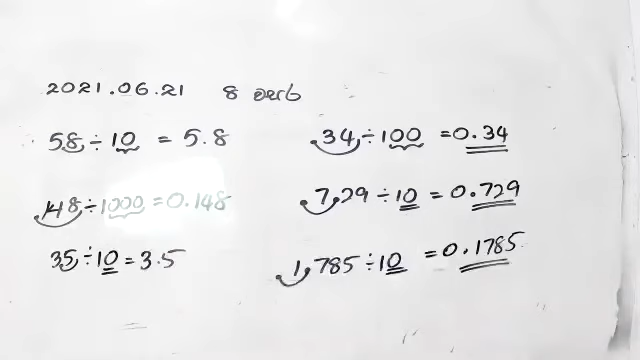 2021.06.21 8
58 ÷ 10 = 5.8
148 ÷ 1000 = 0.148
35 ÷ 10 = 3.5
34 ÷ 100 = 0.34
7,29 ÷ 10 = 0.729
1,785 ÷ 10 = 0.1785